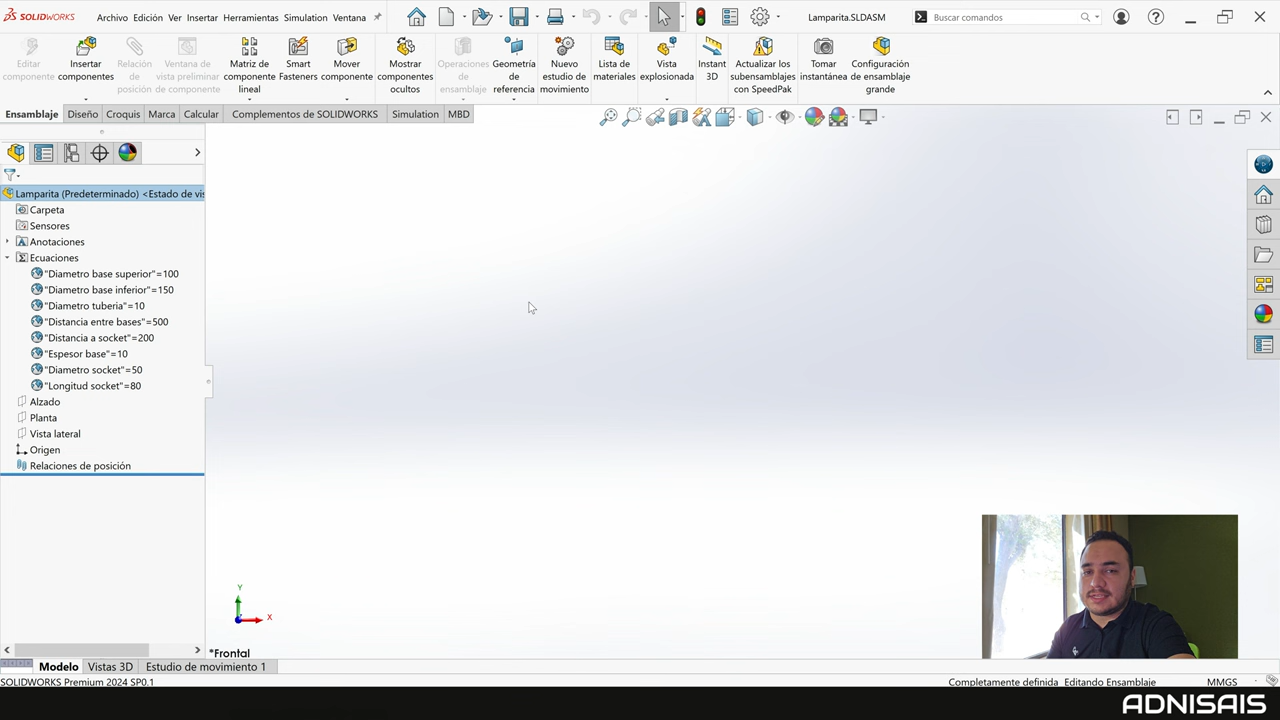 SOLIDWORKS
Archivo Edición Ver Insertar Herramientas Simulation Ventana
Lamparita.SLDASM
Buscar comandos
Editar componente
Insertar componentes
Relación de posición
Ventana de vista preliminar de componente
Matriz de componente lineal
Smart Fasteners
Mover componente
Mostrar componentes ocultos
Operaciones de ensamblaje
Geometría de referencia
Nuevo estudio de movimiento
Lista de materiales
Vista explosionada
Instant 3D
Actualizar los subensamblajes con SpeedPak
Tomar instantánea
Configuración de ensamblaje grande
Ensamblaje Diseño Croquis Marca Calcular Complementos de SOLIDWORKS Simulation MBD
Lamparita (Predeterminado) <Estado de vis
Carpeta
Sensores
Anotaciones
Ecuaciones
"Diametro base superior"=100
"Diametro base inferior"=150
"Diametro tuberia"=10
"Distancia entre bases"=500
"Distancia a socket"=200
"Espesor base"=10
"Diametro socket"=50
"Longitud socket"=80
Alzado
Planta
Vista lateral
Origen
Relaciones de posición
Y
X
*Frontal
Modelo Vistas 3D Estudio de movimiento 1
SOLIDWORKS Premium 2024 SP0.1
Completamente definida Editando Ensamblaje MMGS
ADNISAIS